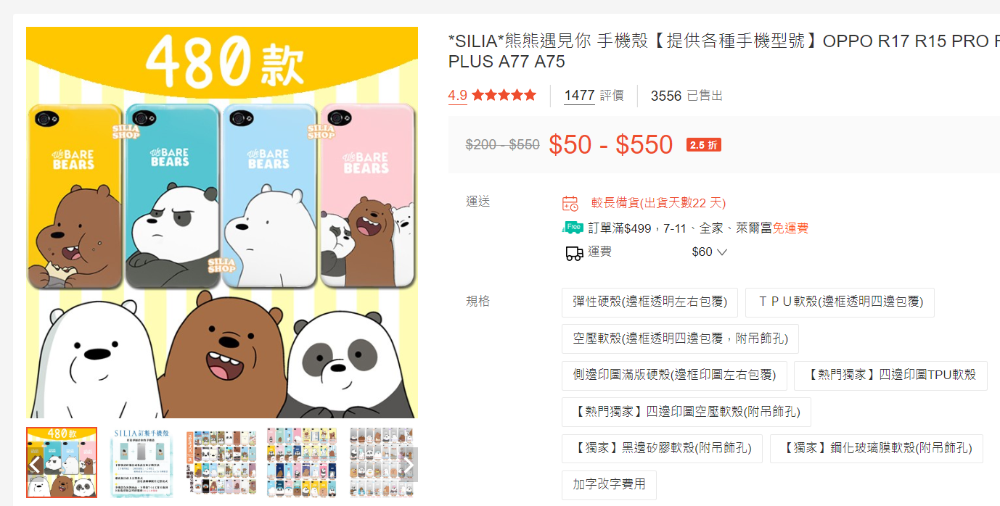 480款
SILIA SHOP
SILIA SHOP
We BARE BEARS
We BARE BEARS
We BARE BEARS
We BARE BEARS
SILIA SHOP
480款
SILIA訂製手機殼
*SILIA*熊熊遇見你 手機殼【提供各種手機型號】OPPO R17 R15 PRO
PLUS A77 A75
4.9
1477 評價
3556 已售出
$200 - $550
$50 - $550
2.5 折
運送
較長備貨(出貨天數22 天)
Free 訂單滿$499，7-11、全家、萊爾富免運費
運費 $60
規格
彈性硬殼(邊框透明左右包覆)
ＴＰＵ軟殼(邊框透明四邊包覆)
空壓軟殼(邊框透明四邊包覆，附吊飾孔)
側邊印圖滿版硬殼(邊框印圖左右包覆)
【熱門獨家】四邊印圖TPU軟殼
【熱門獨家】四邊印圖空壓軟殼(附吊飾孔)
【獨家】黑邊矽膠軟殼(附吊飾孔)
【獨家】鋼化玻璃膜軟殼(附吊飾孔)
加字改字費用